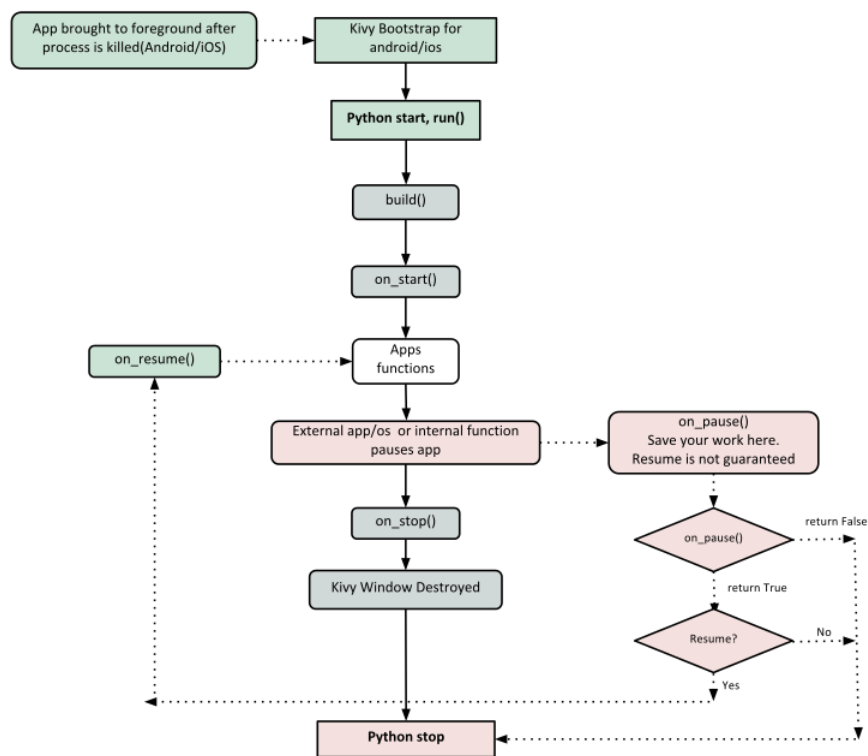 App brought to foreground after
process is killed(Android/iOS)
Kivy Bootstrap for
android/ios
Python start, run()
build()
on_start()
on_resume()
Apps
functions
External app/os or internal function
pauses app
on_pause()
Save your work here.
Resume is not guaranteed
on_stop()
on_pause()
return False
Kivy Window Destroyed
return True
Resume?
No
Yes
Python stop